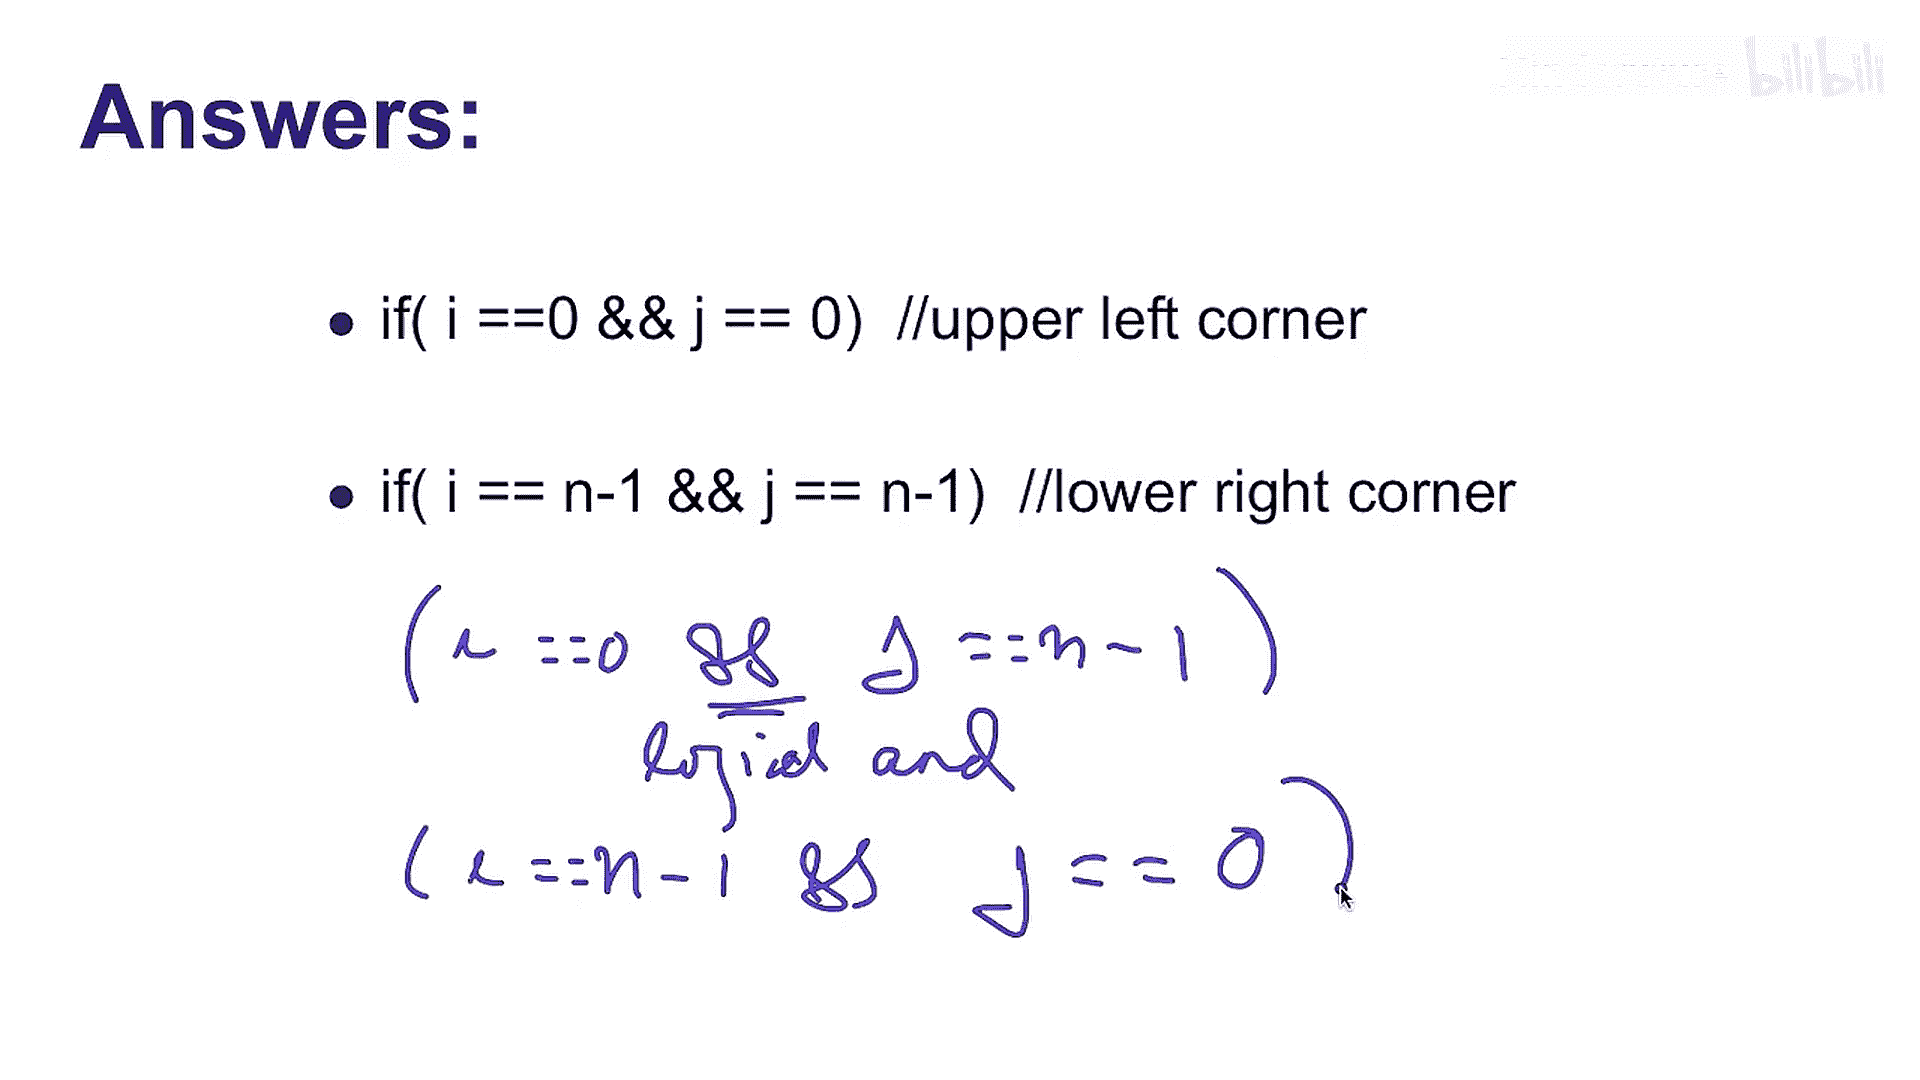 bilibili
Answers:
• if( i ==0 && j == 0)  //upper left corner
• if( i == n-1 && j == n-1)  //lower right corner
(i ==0 && j ==n-1)
logical and
(i ==n-1 && j == 0)